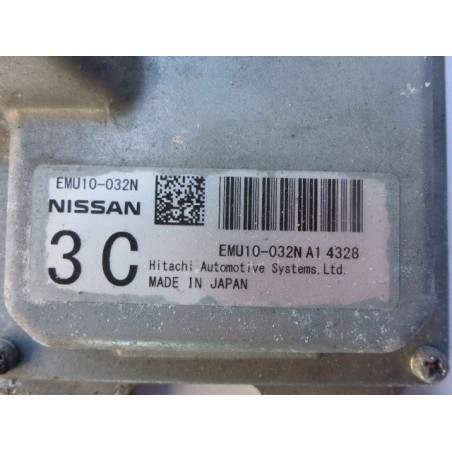 EMU10-032N
NISSAN
3C
EMU10-032N A1 4328
Hitachi Automotive Systems, Ltd.
MADE IN JAPAN